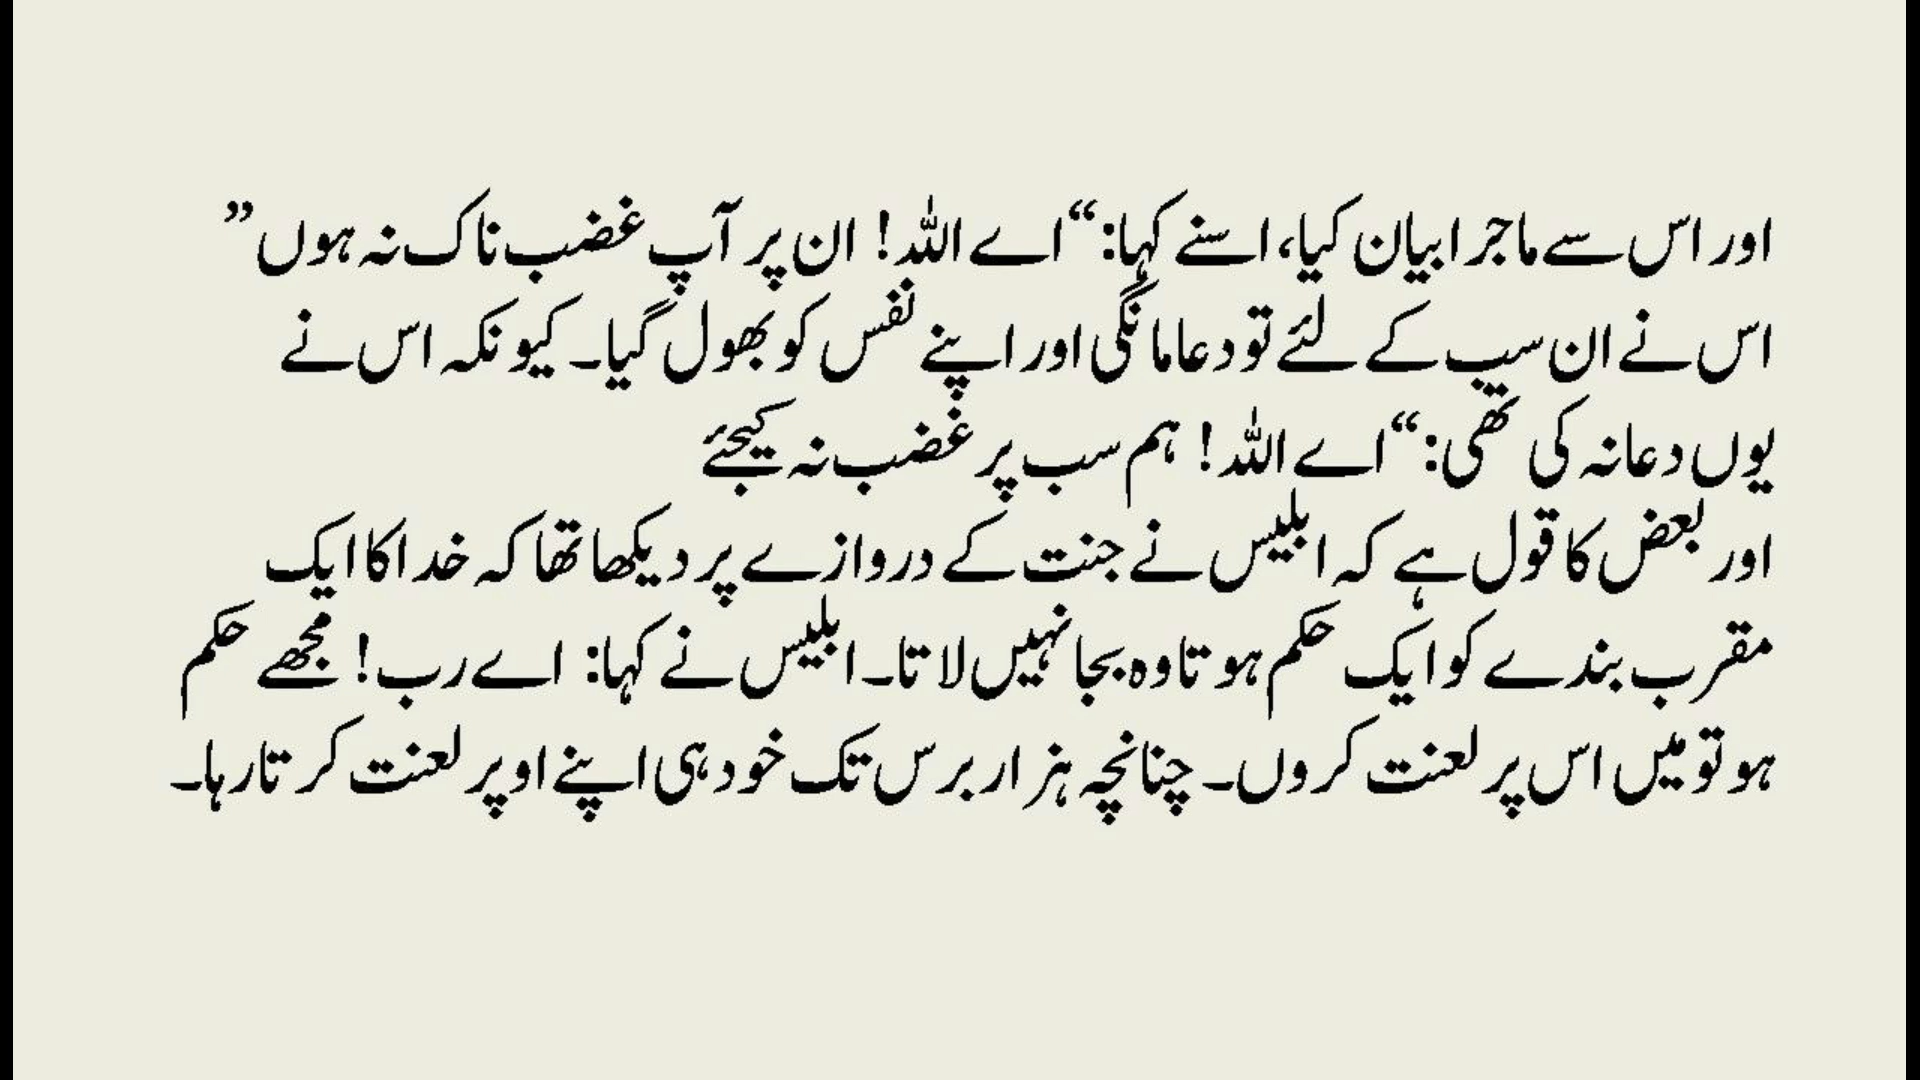 اور اس سے ماجرا بیان کیا، اسنے کہا: “اے اللہ! ان پر آپ غضب ناک نہ ہوں”
اس نے ان سب کے لئے تو دعا مانگی اور اپنے نفس کو بھول گیا۔ کیونکہ اس نے
یوں دعا نہ کی تھی: “اے اللہ! ہم سب پر غضب نہ کیجئے
اور بعض کا قول ہے کہ ابلیس نے جنت کے دروازے پر دیکھا تھا کہ خدا کا ایک
مقرب بندے کو ایک حکم ہو تا وہ بجا نہیں لاتا۔ ابلیس نے کہا: اے رب! مجھے حکم
ہو تو میں اس پر لعنت کروں۔ چنانچہ ہزار برس تک خود ہی اپنے اوپر لعنت کر تا رہا۔